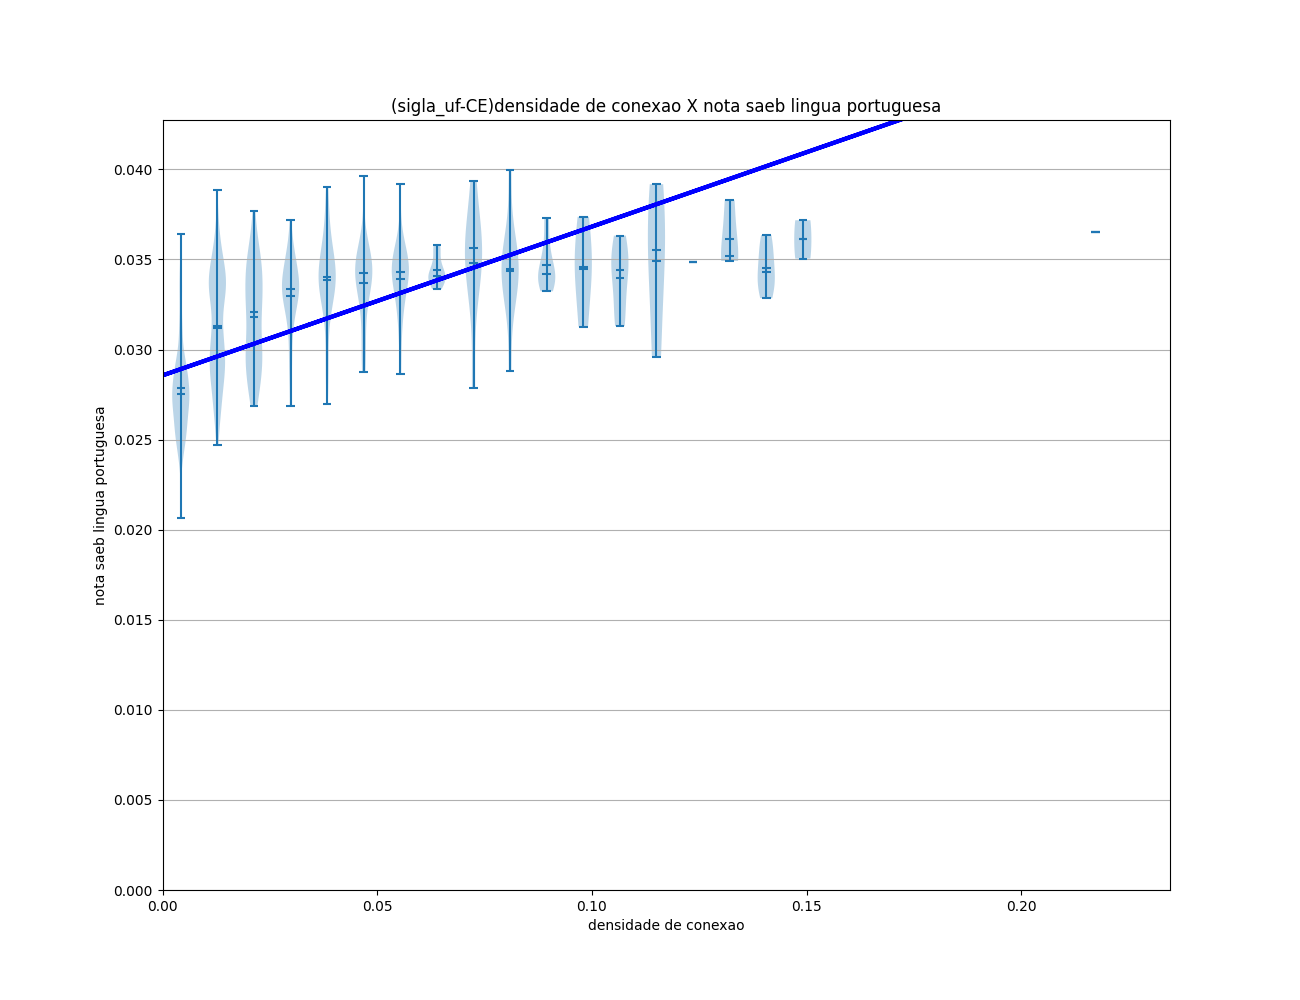 (sigla_uf-CE)densidade de conexao X nota saeb lingua portuguesa
0.040
0.035
0.030
0.025
0.020
0.015
0.010
0.005
0.000
nota saeb lingua portuguesa
0.00 0.05 0.10 0.15 0.20
densidade de conexao